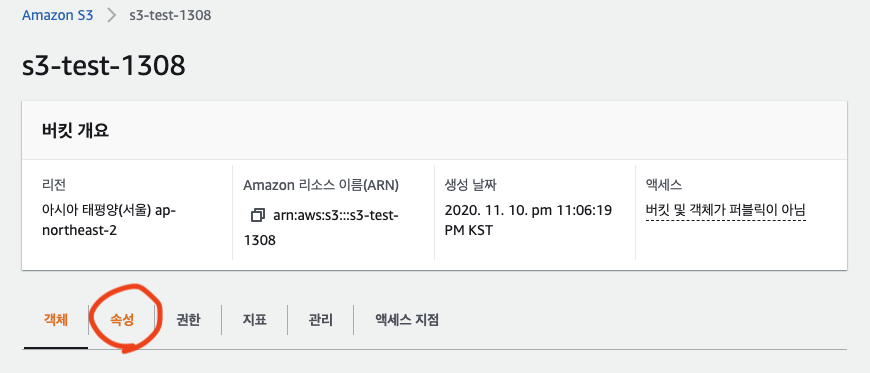 Amazon S3 > s3-test-1308
s3-test-1308
버킷 개요
리전
아시아 태평양(서울) ap-
northeast-2
Amazon 리소스 이름(ARN)
arn:aws:s3:::s3-test-
1308
생성 날짜
2020. 11. 10. pm 11:06:19
PM KST
액세스
버킷 및 객체가 퍼블릭이 아님
객체 속성 권한 지표 관리 액세스 지점